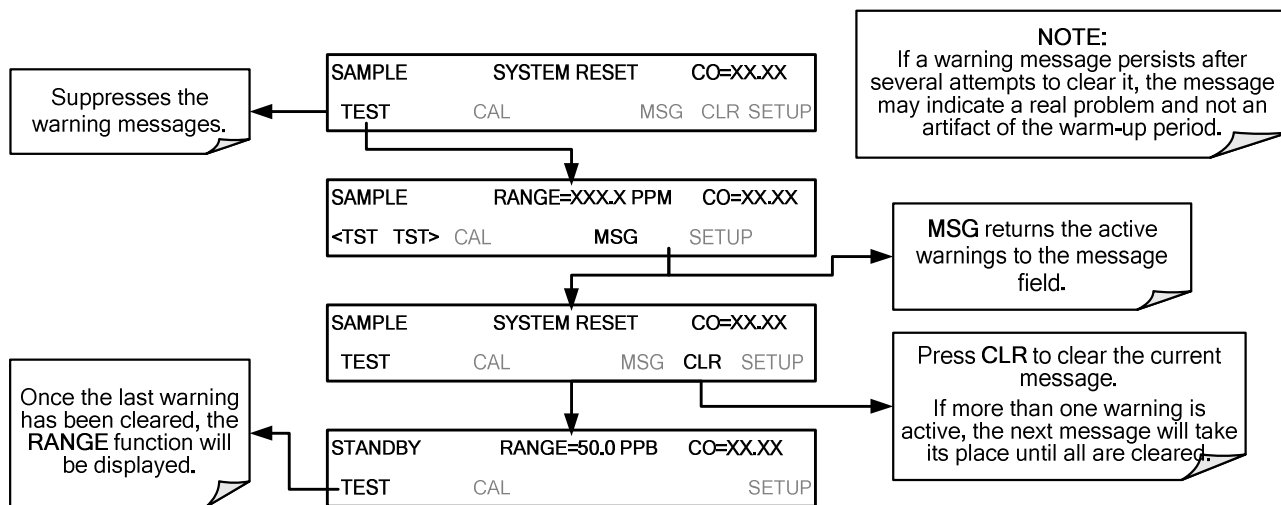 Suppresses the
warning messages.
SAMPLE SYSTEM RESET CO=XX.XX
TEST CAL MSG CLR SETUP
NOTE:
If a warning message persists after
several attempts to clear it, the message
may indicate a real problem and not an
artifact of the warm-up period.
SAMPLE RANGE=XXX.X PPM CO=XX.XX
<TST TST> CAL MSG SETUP
MSG returns the active
warnings to the message
field.
SAMPLE SYSTEM RESET CO=XX.XX
TEST CAL MSG CLR SETUP
Press CLR to clear the current
message.
If more than one warning is
active, the next message will take
its place until all are cleared.
Once the last warning
has been cleared, the
RANGE function will
be displayed.
STANDBY RANGE=50.0 PPB CO=XX.XX
TEST CAL SETUP